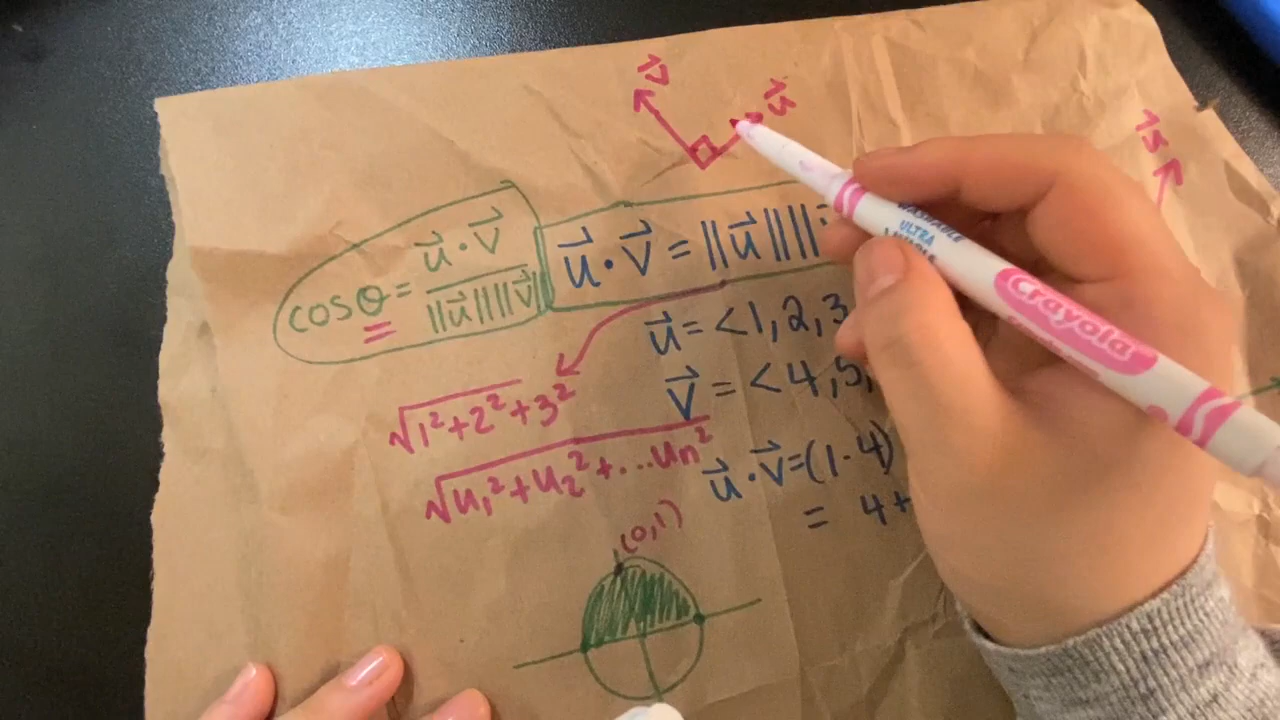 v⃗ u⃗
u⃗
cos θ = u⃗ · v⃗ / ||u⃗|| ||v⃗||
u⃗ · v⃗ = ||u⃗|| ||
u⃗ = <1, 2, 3
v⃗ = <4, 5,
√1²+2²+3²
√u₁²+u₂²+...un²
u⃗ · v⃗ = (1·4)
= 4+
(0,1)
WASHABLE
ULTRA
Crayola